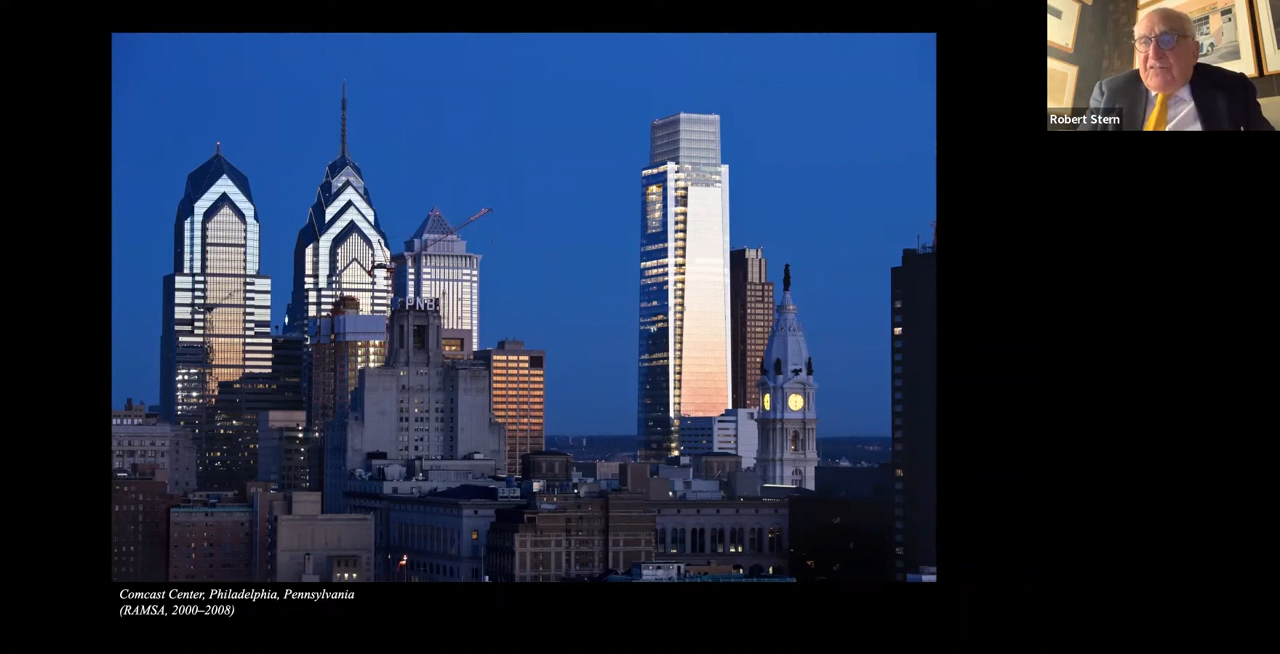 Robert Stern
PNB
Comcast Center, Philadelphia, Pennsylvania
(RAMSA, 2000–2008)